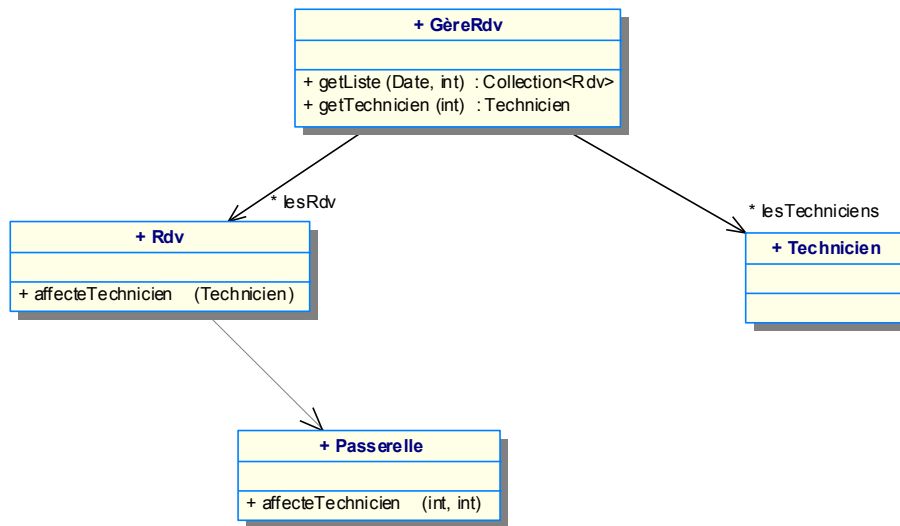 + GèreRdv
+ getListe (Date, int) : Collection<Rdv>
+ getTechnicien (int) : Technicien
* lesRdv
* lesTechniciens
+ Rdv
+ affecteTechnicien (Technicien)
+ Technicien
+ Passerelle
+ affecteTechnicien (int, int)